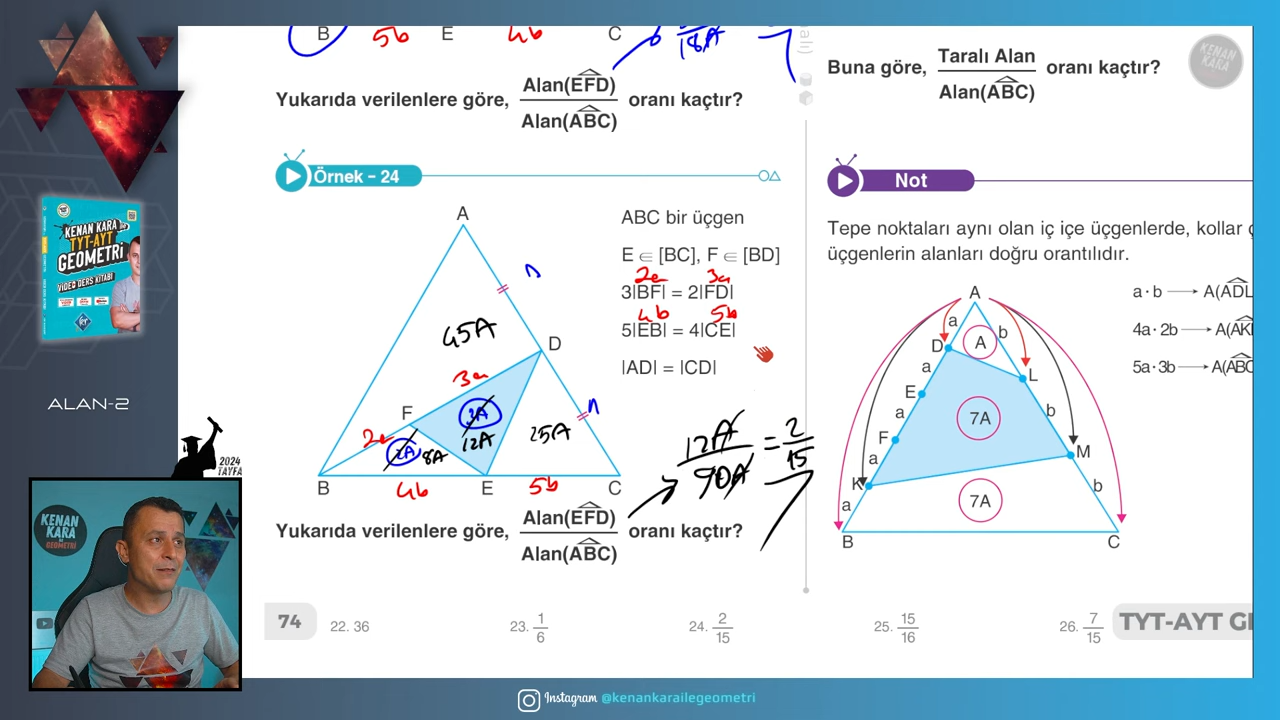 B 5b E 4b C
18A
Yukarıda verilenlere göre, Alan(EFD) / Alan(ABC) oranı kaçtır?
Örnek – 24
ABC bir üçgen
E ∈ [BC), F ∈ [BD]
2a 3a
3|BF| = 2|FD|
4b 5b
5|EB| = 4|CE|
|AD| = |CD|
A
n
45A
D
3a
F
3A
n
2a
2A
8A
12A
25A
B 4b E 5b C
12A / 90A = 2 / 15
Yukarıda verilenlere göre, Alan(EFD) / Alan(ABC) oranı kaçtır?
74
22. 36
23. 1/6
24. 2/15
Buna göre, Taralı Alan / Alan(ABC) oranı kaçtır?
KENAN KARA
Not
Tepe noktaları aynı olan iç içe üçgenlerde, kollar ç
üçgenlerin alanları doğru orantılıdır.
A
a b
D A
a L
E
a 7A b
F
a M
K
a 7A b
B C
a · b → A(ADL
4a · 2b → A(AK
5a · 3b → A(ABC
25. 15/16
26. 7/15
TYT-AYT G
KENAN KARA
TYT-AYT
GEOMETRİ
VİDEO DERS KİTABI
ALAN-2
2024
TAYFA
KENAN
KARA
GEOMETRİ
Instagram @kenankarailegeometri